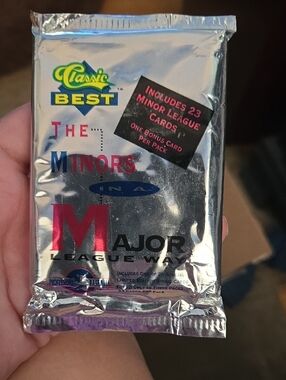 Classic
BEST
INCLUDES 23
MINOR LEAGUE
CARDS
ONE BONUS CARD
PER PACK
THE
MINORS
IN A
MAJOR
LEAGUE WAY